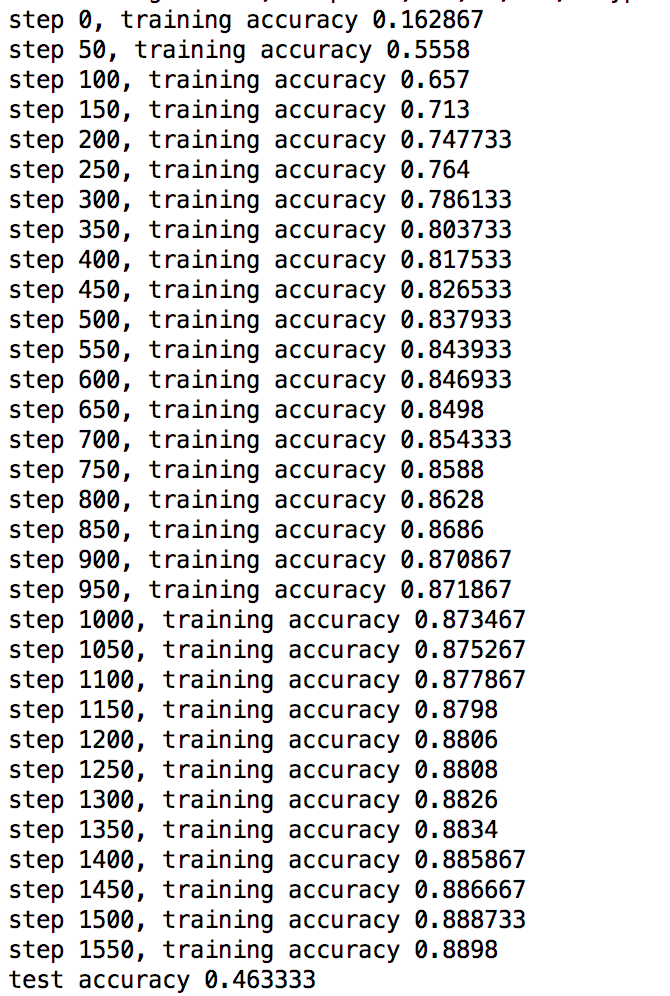 step 0, training accuracy 0.162867
step 50, training accuracy 0.5558
step 100, training accuracy 0.657
step 150, training accuracy 0.713
step 200, training accuracy 0.747733
step 250, training accuracy 0.764
step 300, training accuracy 0.786133
step 350, training accuracy 0.803733
step 400, training accuracy 0.817533
step 450, training accuracy 0.826533
step 500, training accuracy 0.837933
step 550, training accuracy 0.843933
step 600, training accuracy 0.846933
step 650, training accuracy 0.8498
step 700, training accuracy 0.854333
step 750, training accuracy 0.8588
step 800, training accuracy 0.8628
step 850, training accuracy 0.8686
step 900, training accuracy 0.870867
step 950, training accuracy 0.871867
step 1000, training accuracy 0.873467
step 1050, training accuracy 0.875267
step 1100, training accuracy 0.877867
step 1150, training accuracy 0.8798
step 1200, training accuracy 0.8806
step 1250, training accuracy 0.8808
step 1300, training accuracy 0.8826
step 1350, training accuracy 0.8834
step 1400, training accuracy 0.885867
step 1450, training accuracy 0.886667
step 1500, training accuracy 0.888733
step 1550, training accuracy 0.8898
test accuracy 0.463333